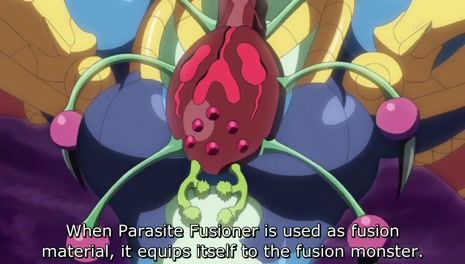 When Parasite Fusioner is used as fusion
material, it equips itself to the fusion monster.